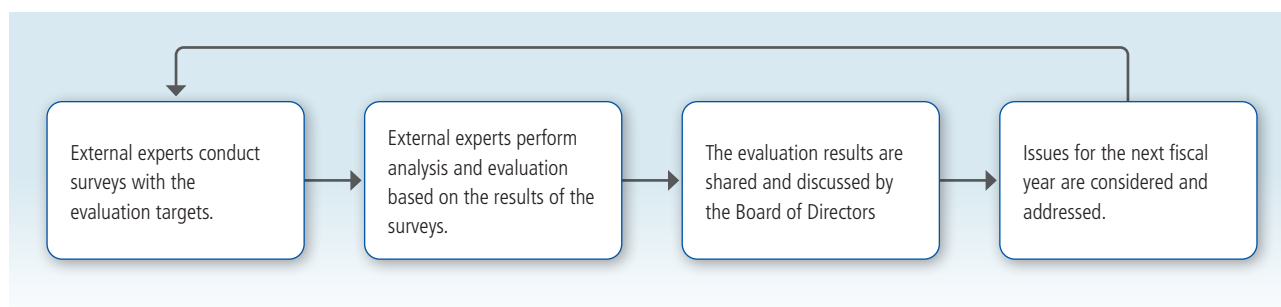 External experts conduct
surveys with the
evaluation targets.
External experts perform
analysis and evaluation
based on the results of the
surveys.
The evaluation results are
shared and discussed by
the Board of Directors
Issues for the next fiscal
year are considered and
addressed.